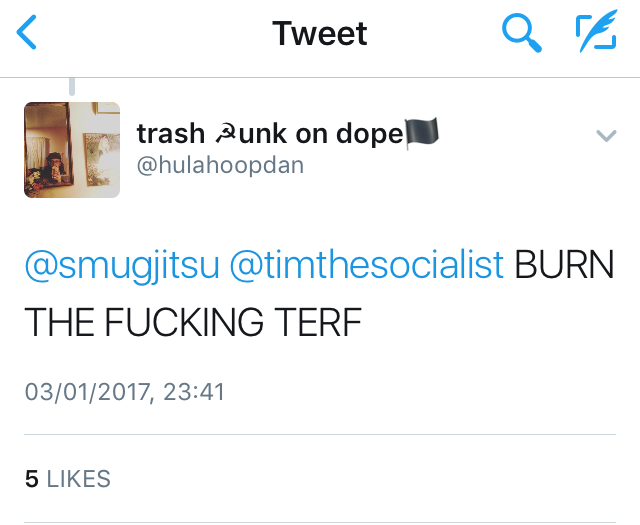 Tweet
trash ☭unk on dope🏴
@hulahoopdan
@smugjitsu @timthesocialist BURN
THE FUCKING TERF
03/01/2017, 23:41
5 LIKES